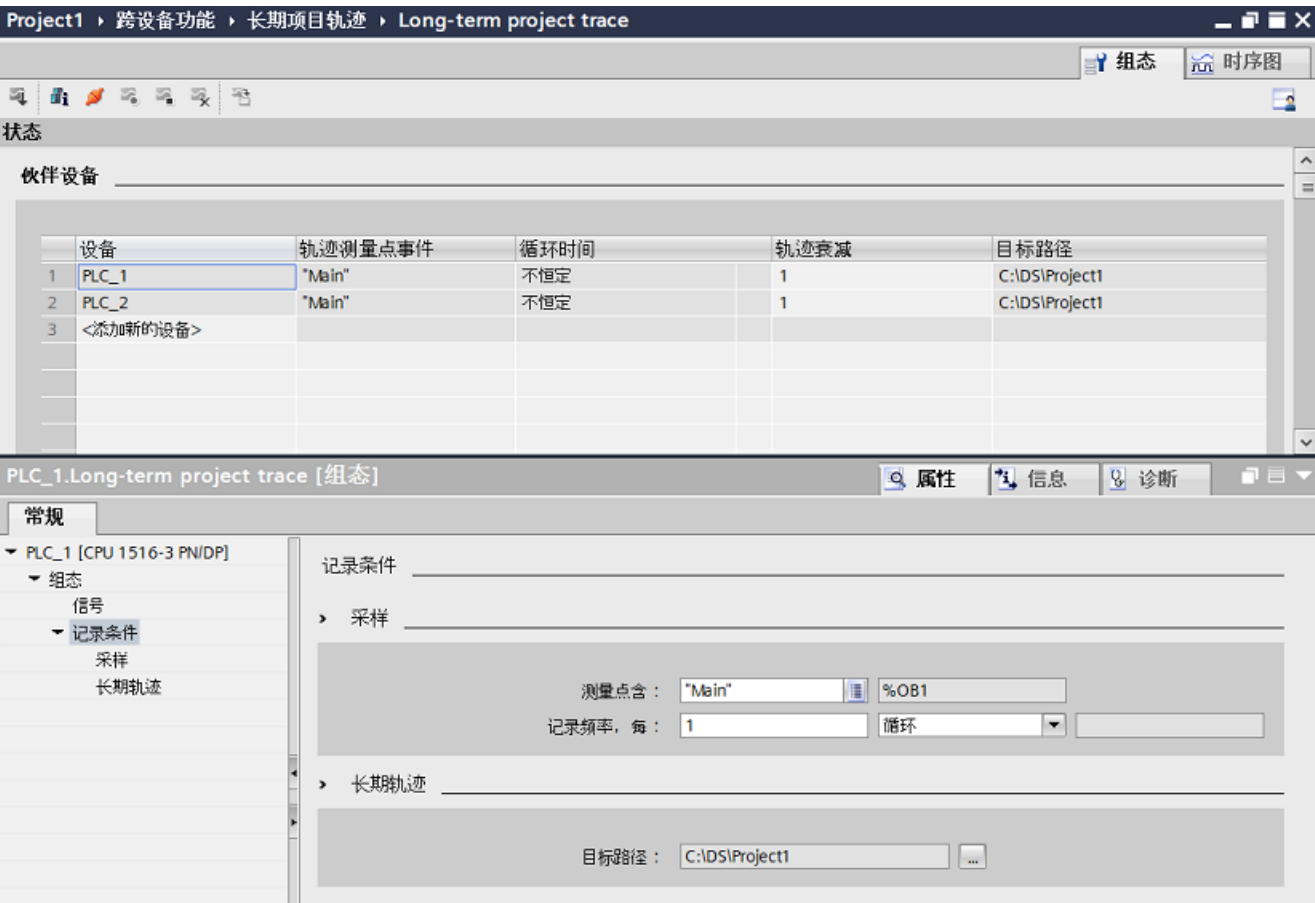 Project1 ▸ 跨设备功能 ▸ 长期项目轨迹 ▸ Long-term project trace
组态 时序图
状态
伙伴设备
设备 轨迹测量点事件 循环时间 轨迹衰减 目标路径
1 PLC_1 "Main" 不恒定 1 C:\DS\Project1
2 PLC_2 "Main" 不恒定 1 C:\DS\Project1
3 <添加新的设备>
PLC_1.Long-term project trace [组态] 属性 信息 诊断
常规
PLC_1 [CPU 1516-3 PN/DP]
组态
信号
记录条件
采样
长期轨迹
记录条件
采样
测量点含： "Main" %OB1
记录频率，每： 1 循环
长期轨迹
目标路径： C:\DS\Project1 ...